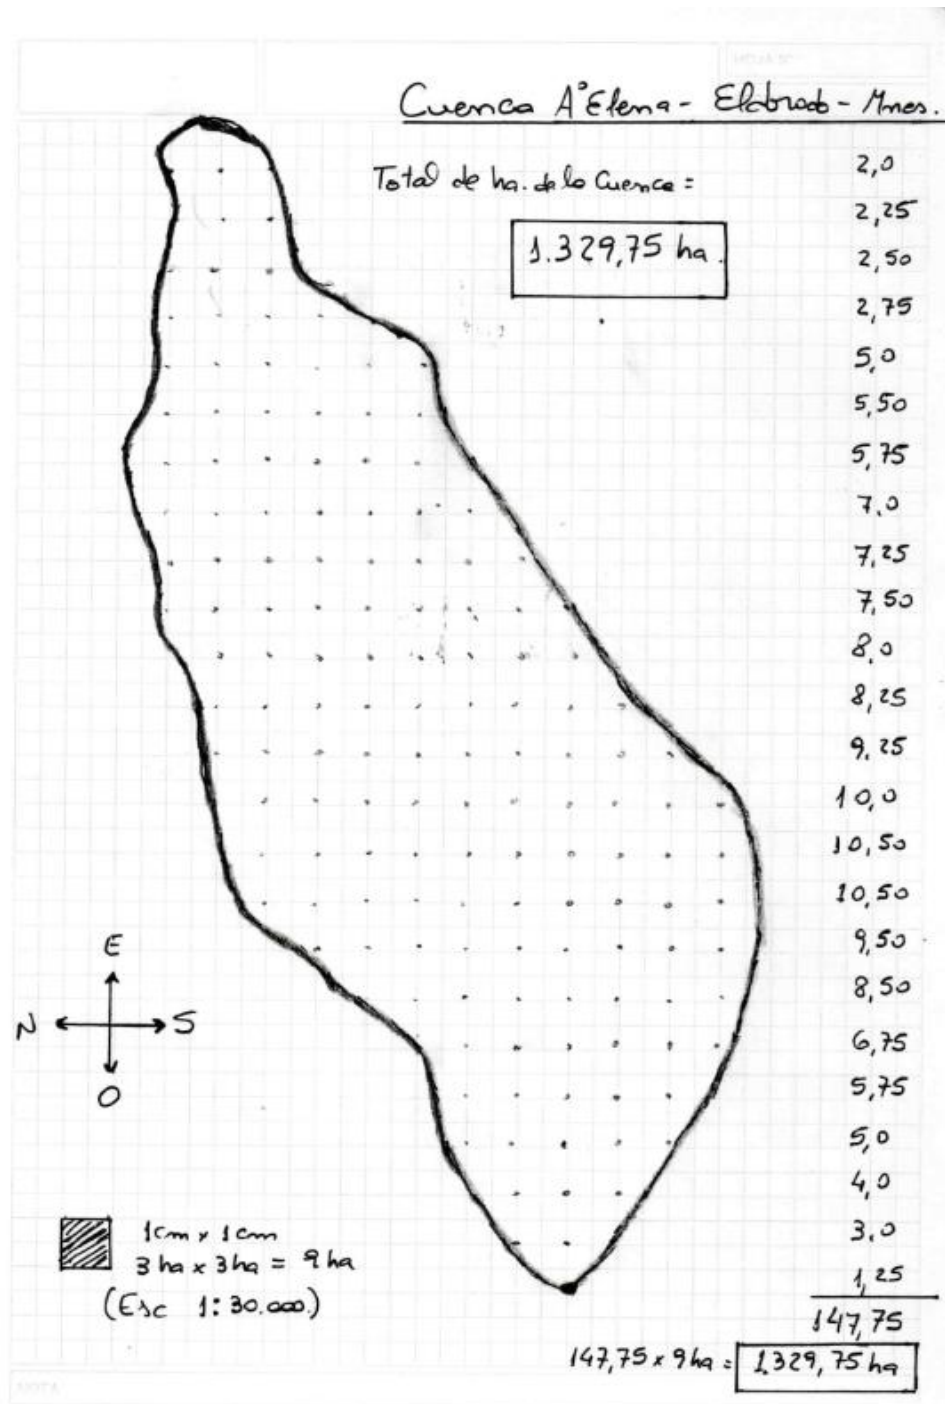 Cuenca A° Elena - Elaborado - Mnes.
Total de ha. de la Cuenca =
1.329,75 ha.
2,0
2,25
2,50
2,75
5,0
5,50
5,75
7,0
7,25
7,50
8,0
8,25
9,25
10,0
10,50
10,50
9,50
8,50
6,75
5,75
5,0
4,0
3,0
1,25
147,75
147,75 x 9 ha = 1329,75 ha
E
N S
O
1cm x 1cm
3 ha x 3 ha = 9 ha
(Esc 1:30.000.)